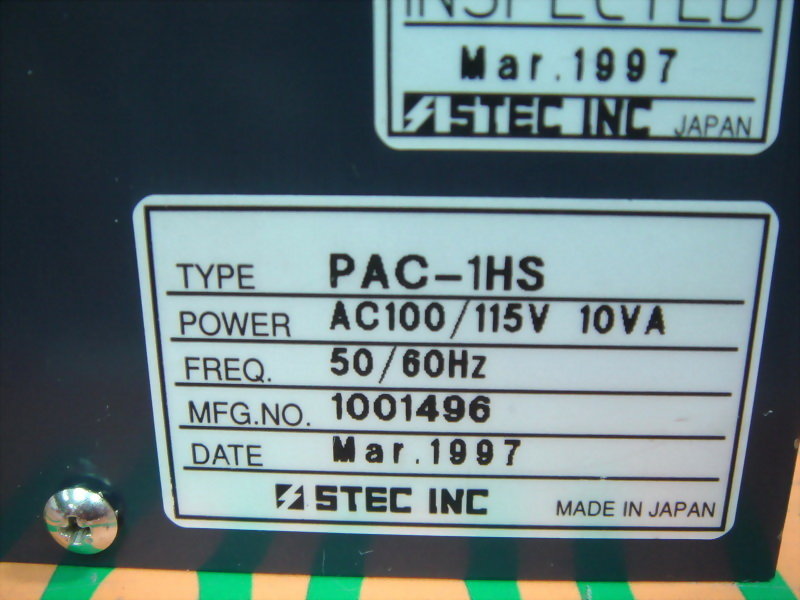 INSPECTED
Mar.1997
STEC INC JAPAN
TYPE PAC-1HS
POWER AC100/115V 10VA
FREQ. 50/60Hz
MFG.NO. 1001496
DATE Mar.1997
STEC INC MADE IN JAPAN